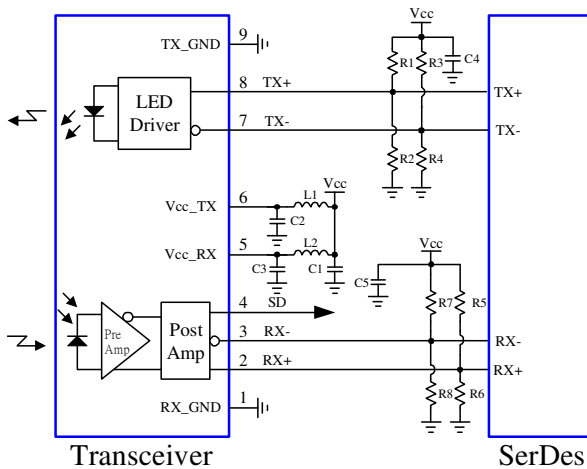 Vcc
TX_GND 9
R1 R3 C4
LED Driver
8 TX+ TX+
7 TX- TX-
R2 R4
Vcc_TX 6 L1 Vcc
C2
Vcc_RX 5 L2
C3 C1
Vcc
C5 R7 R5
4 SD
Pre Amp Post Amp
3 RX- RX-
2 RX+ RX+
R8 R6
RX_GND 1
Transceiver SerDes